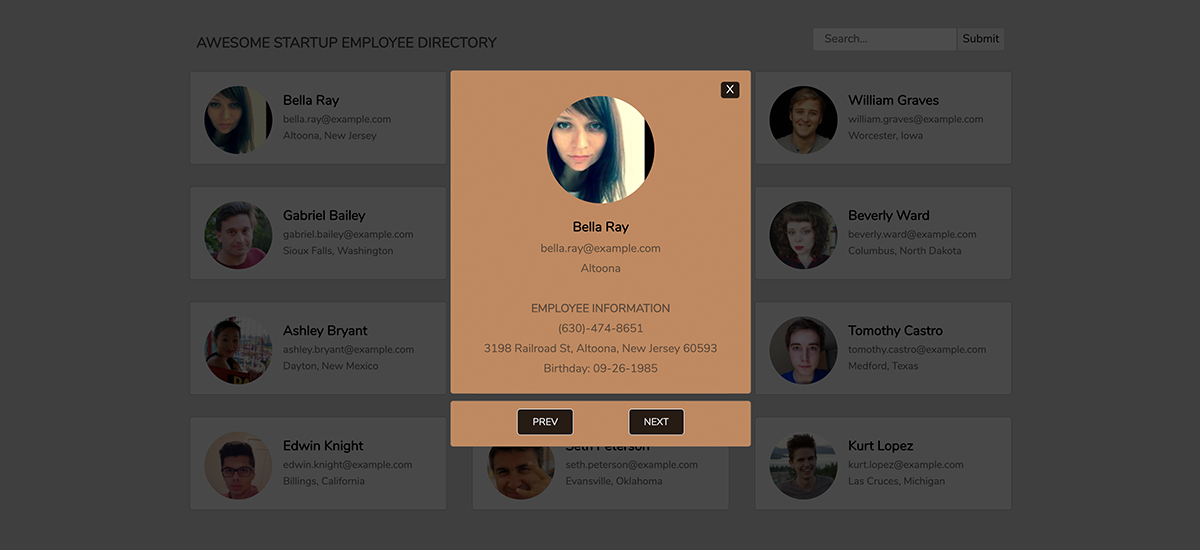 AWESOME STARTUP EMPLOYEE DIRECTORY
Search...
Submit
Bella Ray
bella.ray@example.com
Altoona, New Jersey
X
Bella Ray
bella.ray@example.com
Altoona
EMPLOYEE INFORMATION
(630)-474-8651
3198 Railroad St, Altoona, New Jersey 60593
Birthday: 09-26-1985
PREV
NEXT
William Graves
william.graves@example.com
Worcester, Iowa
Gabriel Bailey
gabriel.bailey@example.com
Sioux Falls, Washington
Beverly Ward
beverly.ward@example.com
Columbus, North Dakota
Ashley Bryant
ashley.bryant@example.com
Dayton, New Mexico
Tomothy Castro
tomothy.castro@example.com
Medford, Texas
Edwin Knight
edwin.knight@example.com
Billings, California
Seth Peterson
seth.peterson@example.com
Evansville, Oklahoma
Kurt Lopez
kurt.lopez@example.com
Las Cruces, Michigan